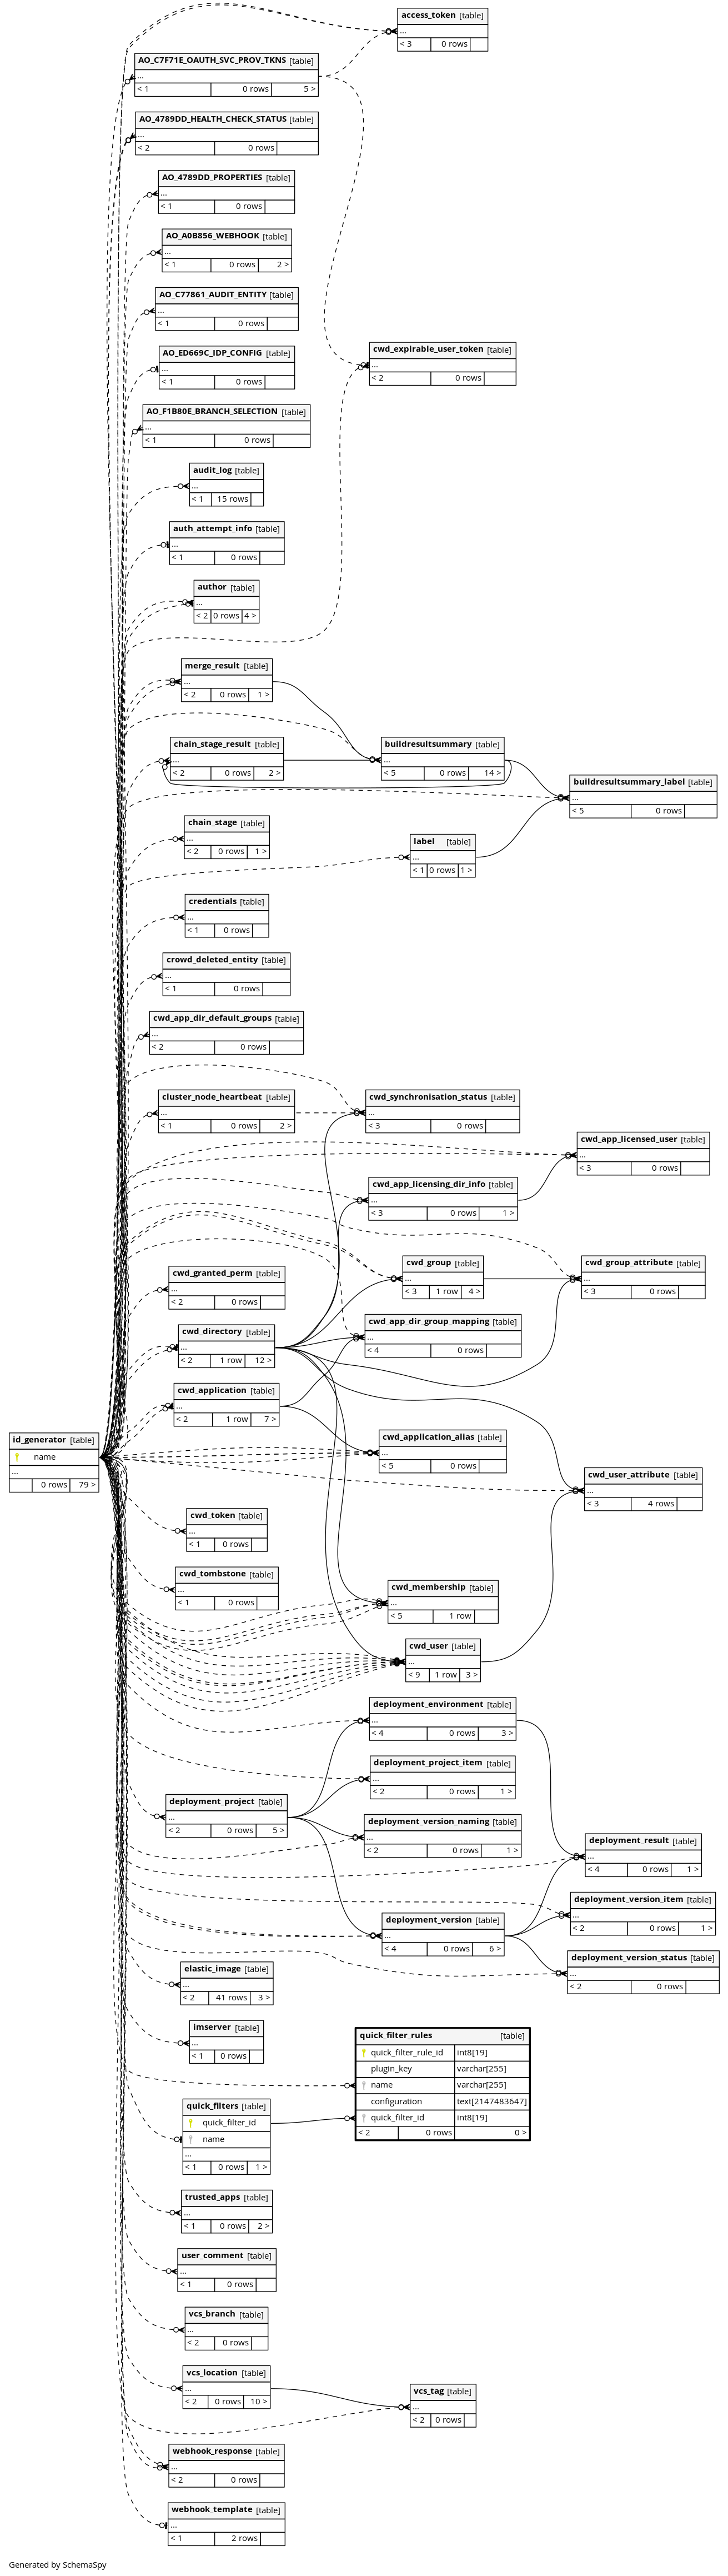 access_token [table]
...
< 3 0 rows
AO_C7F71E_OAUTH_SVC_PROV_TKNS [table]
...
< 1 0 rows 5 >
AO_4789DD_HEALTH_CHECK_STATUS [table]
...
< 2 0 rows
AO_4789DD_PROPERTIES [table]
...
< 1 0 rows
AO_A0B856_WEBHOOK [table]
...
< 1 0 rows 2 >
AO_C77861_AUDIT_ENTITY [table]
...
< 1 0 rows
AO_ED669C_IDP_CONFIG [table]
...
< 1 0 rows
cwd_expirable_user_token [table]
...
< 2 0 rows
AO_F1B80E_BRANCH_SELECTION [table]
...
< 1 0 rows
audit_log [table]
...
< 1 15 rows
auth_attempt_info [table]
...
< 1 0 rows
author [table]
...
< 2 0 rows 4 >
merge_result [table]
...
< 2 0 rows 1 >
chain_stage_result [table]
...
< 2 0 rows 2 >
buildresultsummary [table]
...
< 5 0 rows 14 >
buildresultsummary_label [table]
...
< 5 0 rows
chain_stage [table]
...
< 2 0 rows 1 >
label [table]
...
< 1 0 rows 1 >
credentials [table]
...
< 1 0 rows
crowd_deleted_entity [table]
...
< 1 0 rows
cwd_app_dir_default_groups [table]
...
< 2 0 rows
cluster_node_heartbeat [table]
...
< 1 0 rows 2 >
cwd_synchronisation_status [table]
...
< 3 0 rows
cwd_app_licensed_user [table]
...
< 3 0 rows
cwd_app_licensing_dir_info [table]
...
< 3 0 rows 1 >
cwd_group [table]
...
< 3 1 row 4 >
cwd_group_attribute [table]
...
< 3 0 rows
cwd_granted_perm [table]
...
< 2 0 rows
cwd_app_dir_group_mapping [table]
...
< 4 0 rows
cwd_directory [table]
...
< 2 1 row 12 >
cwd_application [table]
...
< 2 1 row 7 >
id_generator [table]
name
...
0 rows 79 >
cwd_application_alias [table]
...
< 5 0 rows
cwd_user_attribute [table]
...
< 3 4 rows
cwd_token [table]
...
< 1 0 rows
cwd_tombstone [table]
...
< 1 0 rows
cwd_membership [table]
...
< 5 1 row
cwd_user [table]
...
< 9 1 row 3 >
deployment_environment [table]
...
< 4 0 rows 3 >
deployment_project_item [table]
...
< 2 0 rows 1 >
deployment_project [table]
...
< 2 0 rows 5 >
deployment_version_naming [table]
...
< 2 0 rows 1 >
deployment_result [table]
...
< 4 0 rows 1 >
deployment_version_item [table]
...
< 2 0 rows 1 >
deployment_version [table]
...
< 4 0 rows 6 >
deployment_version_status [table]
...
< 2 0 rows
elastic_image [table]
...
< 2 41 rows 3 >
imserver [table]
...
< 1 0 rows
quick_filter_rules [table]
quick_filter_rule_id int8[19]
plugin_key varchar[255]
name varchar[255]
configuration text[2147483647]
quick_filter_id int8[19]
< 2 0 rows 0 >
quick_filters [table]
quick_filter_id
name
...
< 1 0 rows 1 >
trusted_apps [table]
...
< 1 0 rows 2 >
user_comment [table]
...
< 1 0 rows
vcs_branch [table]
...
< 2 0 rows
vcs_location [table]
...
< 2 0 rows 10 >
vcs_tag [table]
...
< 2 0 rows
webhook_response [table]
...
< 2 0 rows
webhook_template [table]
...
< 1 2 rows
Generated by SchemaSpy